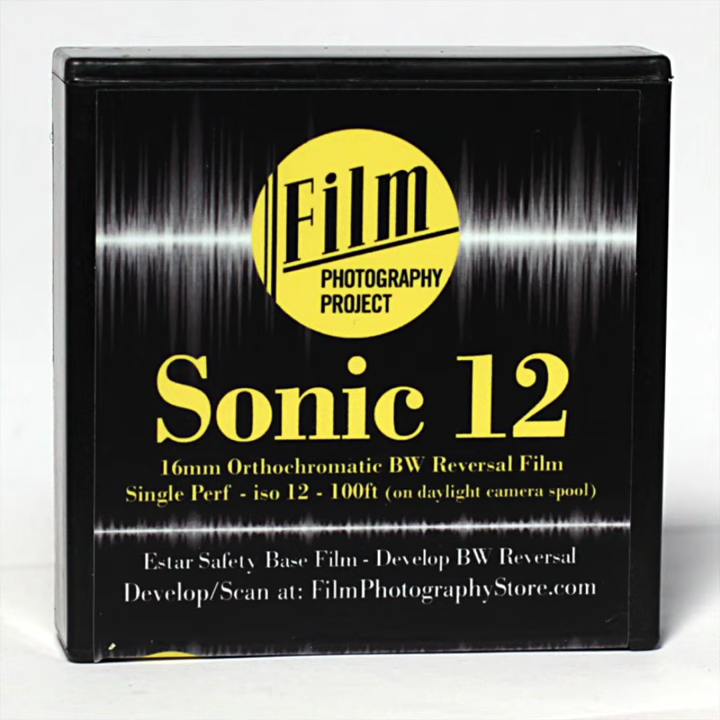 Film
PHOTOGRAPHY
PROJECT
Sonic 12
16mm Orthochromatic BW Reversal Film
Single Perf - iso 12 - 100ft (on daylight camera spool)
Estar Safety Base Film - Develop BW Reversal
Develop/Scan at: FilmPhotographyStore.com